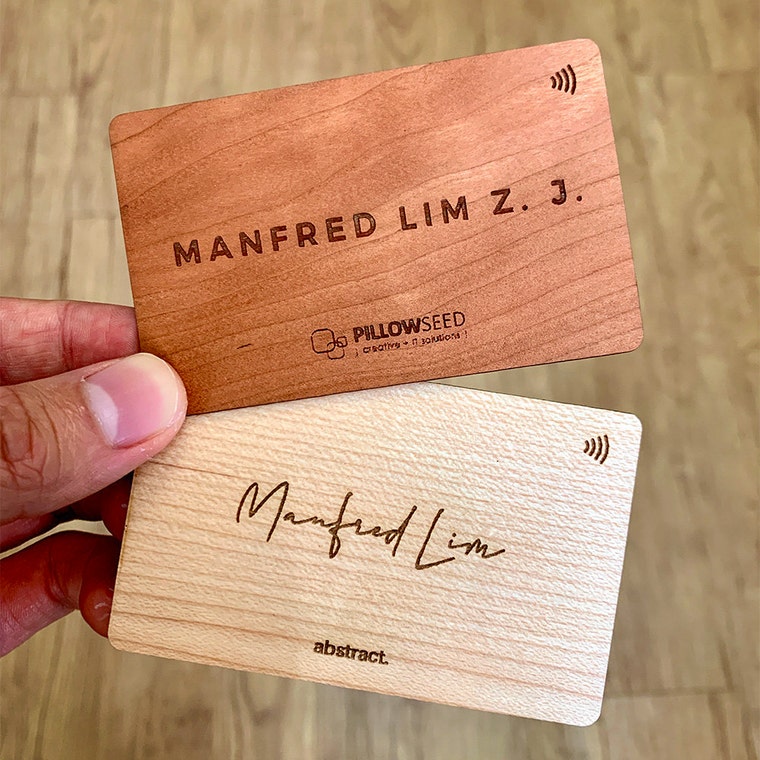 MANFRED LIM Z. J.
PILLOWSEED
[ creative + IT solutions ]
Manfred Lim
abstract.